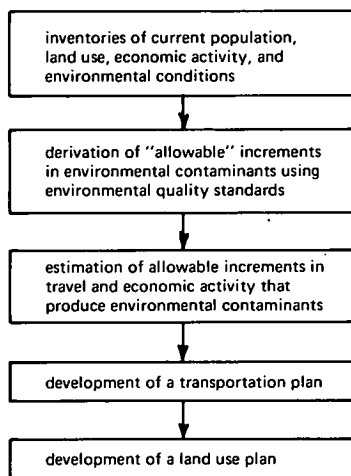 inventories of current population,
land use, economic activity, and
environmental conditions
derivation of "allowable" increments
in environmental contaminants using
environmental quality standards
estimation of allowable increments in
travel and economic activity that
produce environmental contaminants
development of a transportation plan
development of a land use plan